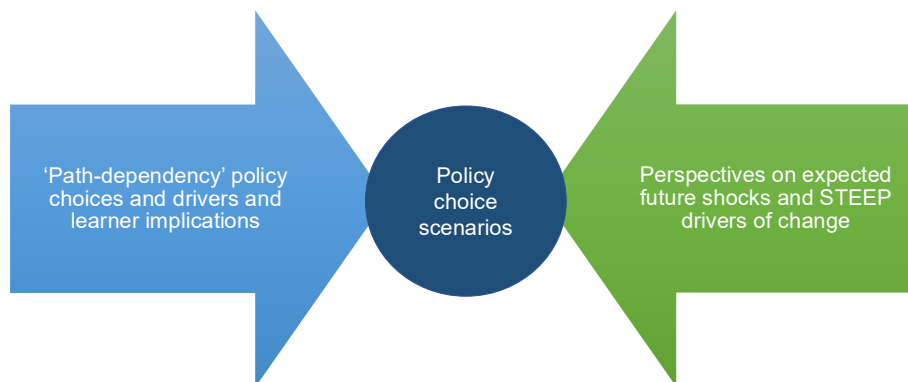 ‘Path-dependency’ policy
choices and drivers and
learner implications
Policy
choice
scenarios
Perspectives on expected
future shocks and STEEP
drivers of change